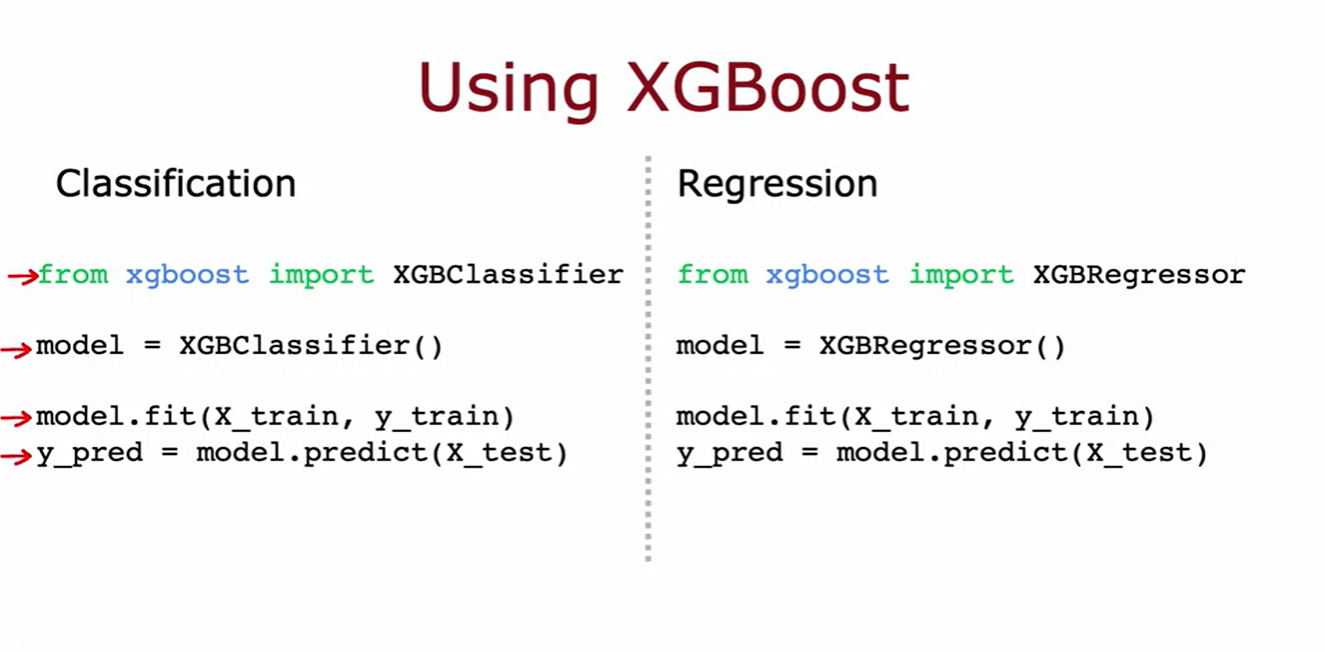 Using XGBoost
Classification
from xgboost import XGBClassifier
model = XGBClassifier()
model.fit(X_train, y_train)
y_pred = model.predict(X_test)
Regression
from xgboost import XGBRegressor
model = XGBRegressor()
model.fit(X_train, y_train)
y_pred = model.predict(X_test)